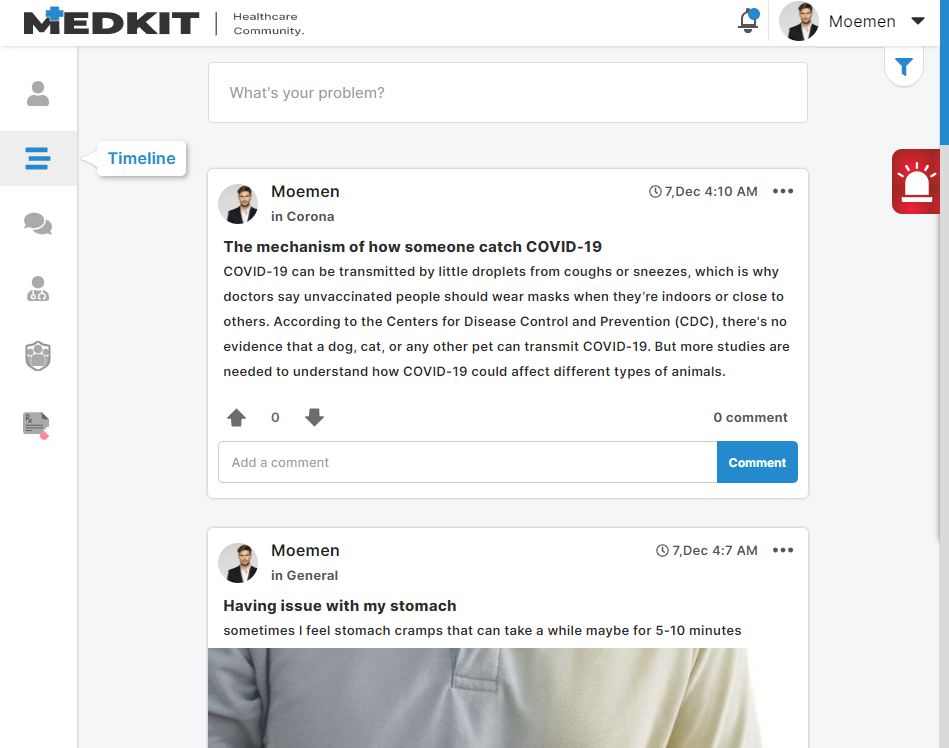 MEDKIT
Healthcare
Community.
Moemen
What's your problem?
Timeline
Moemen
7,Dec 4:10 AM
in Corona
The mechanism of how someone catch COVID-19
COVID-19 can be transmitted by little droplets from coughs or sneezes, which is why
doctors say unvaccinated people should wear masks when they’re indoors or close to
others. According to the Centers for Disease Control and Prevention (CDC), there's no
evidence that a dog, cat, or any other pet can transmit COVID-19. But more studies are
needed to understand how COVID-19 could affect different types of animals.
0
0 comment
Add a comment
Comment
Moemen
7,Dec 4:7 AM
in General
Having issue with my stomach
sometimes I feel stomach cramps that can take a while maybe for 5-10 minutes